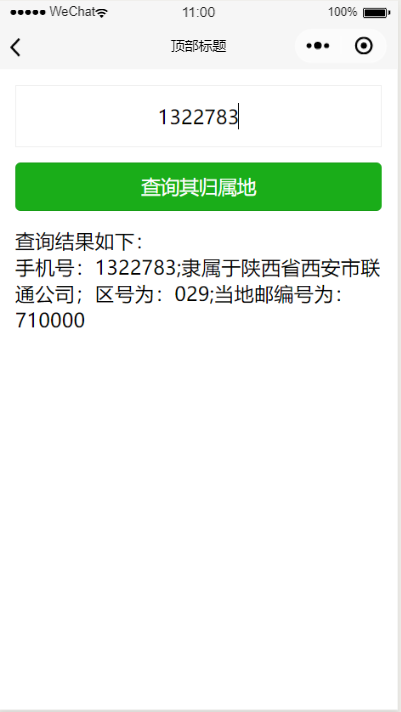 WeChat
11:00
100%
顶部标题
1322783
查询其归属地
查询结果如下：
手机号：1322783;隶属于陕西省西安市联
通公司；区号为：029;当地邮编号为：
710000